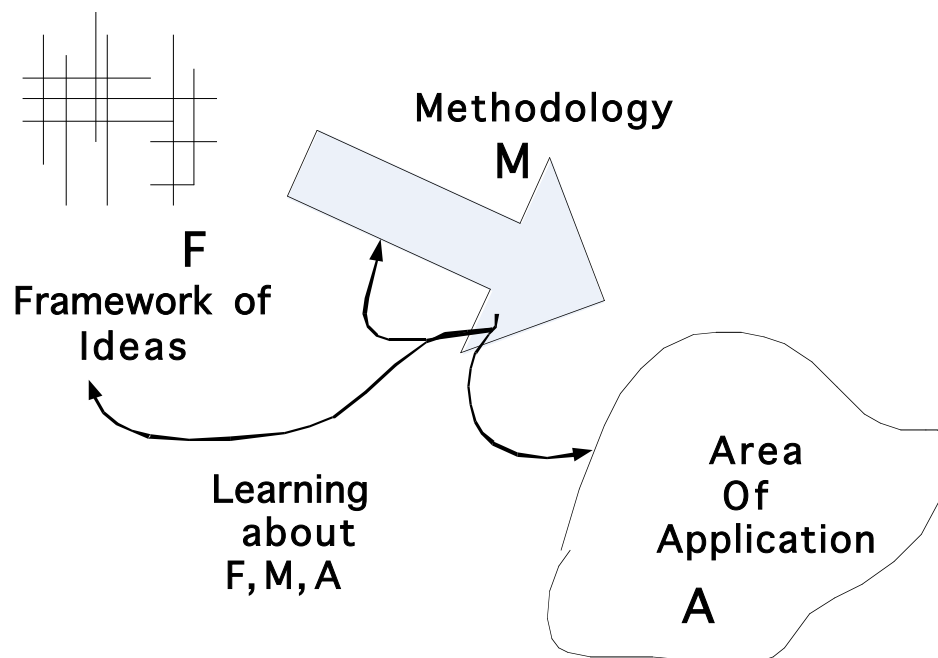 Methodology
M
F
Framework of
Ideas
Learning
about
F, M, A
Area
Of
Application
A